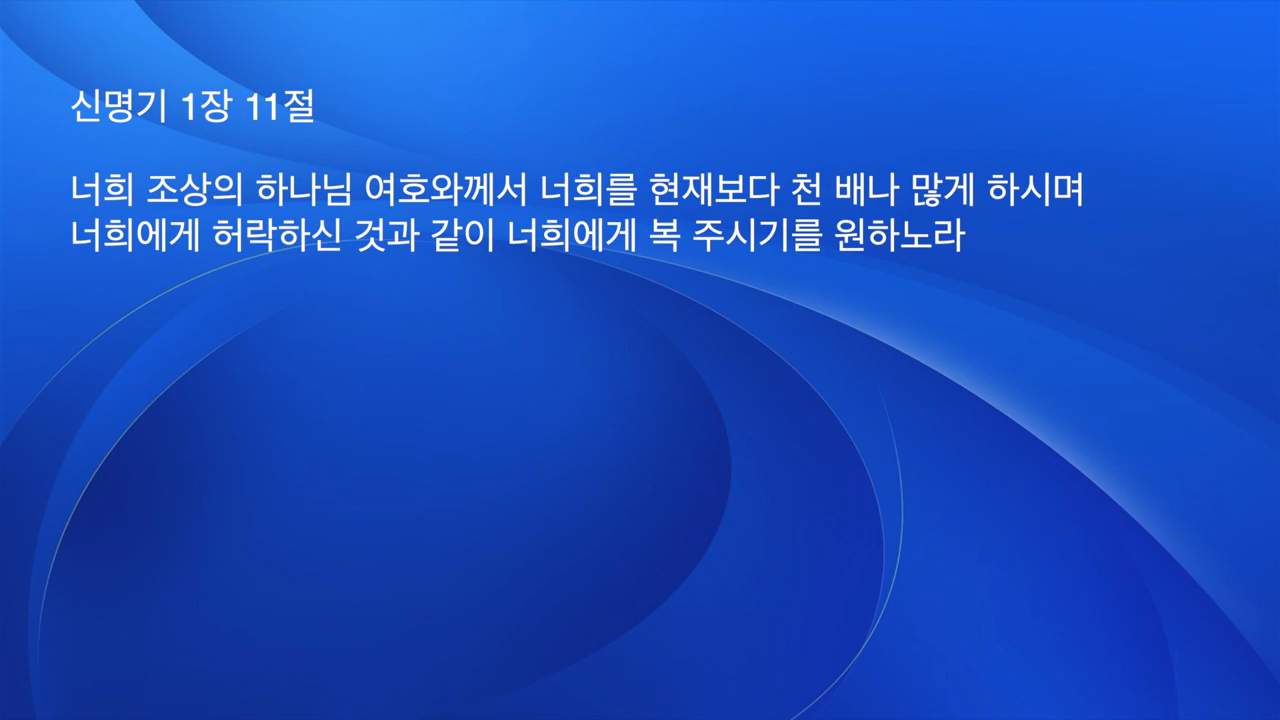 신명기 1장 11절
너희 조상의 하나님 여호와께서 너희를 현재보다 천 배나 많게 하시며
너희에게 허락하신 것과 같이 너희에게 복 주시기를 원하노라